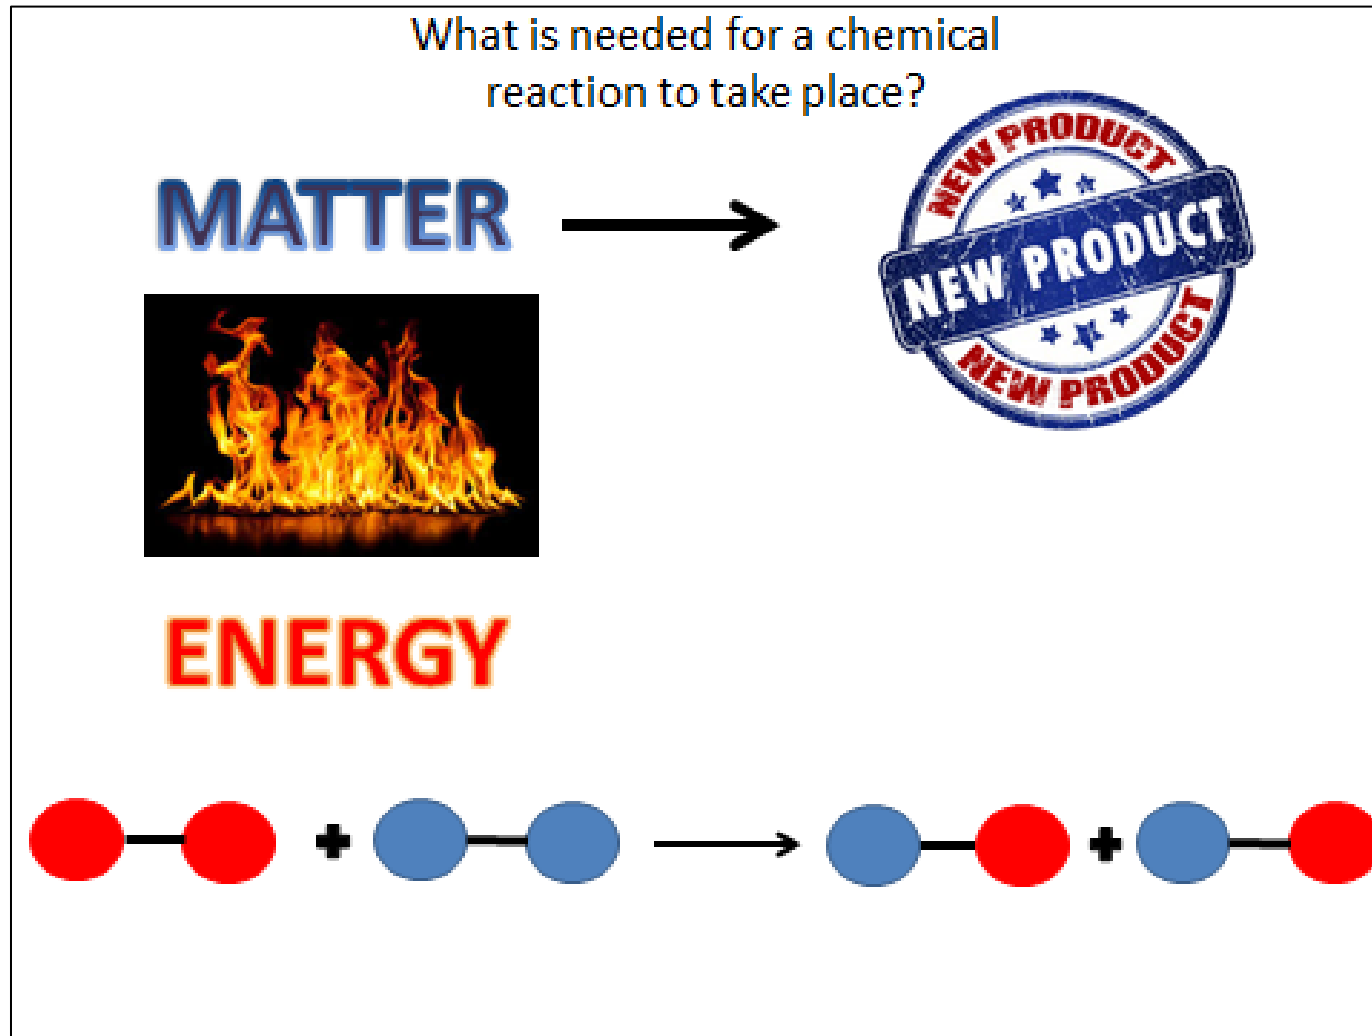 What is needed for a chemical
reaction to take place?
MATTER
NEW PRODUCT
NEW PRODUCT
NEW PRODUCT
ENERGY